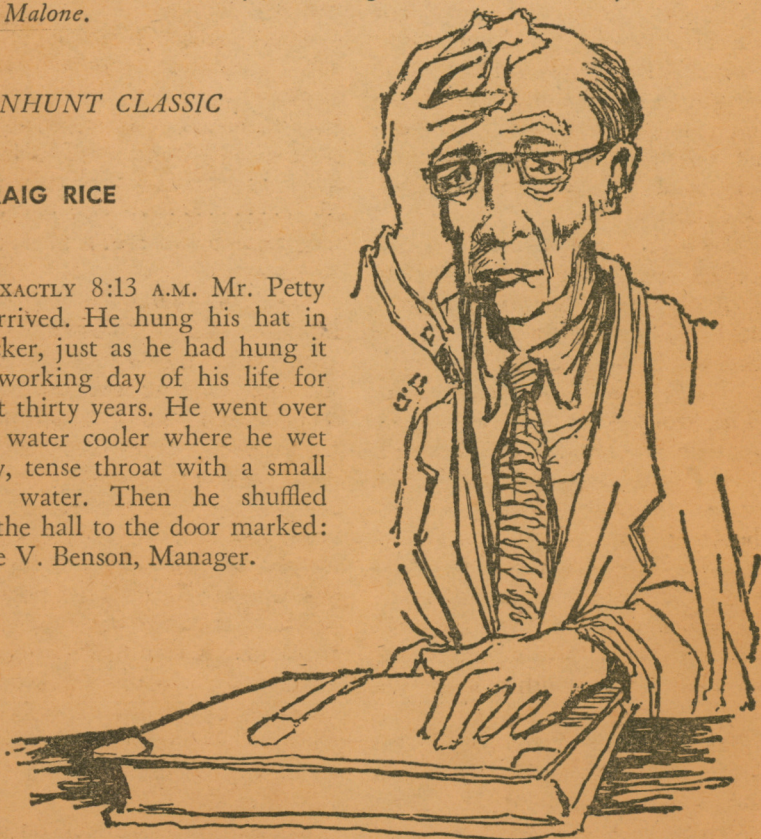 Malone.
NHUNT CLASSIC
AIG RICE
XACTLY 8:13 A.M. Mr. Petty
rrived. He hung his hat in
ker, just as he had hung it
working day of his life for
t thirty years. He went over
water cooler where he wet
y, tense throat with a small
water. Then he shuffled
the hall to the door marked:
e V. Benson, Manager.